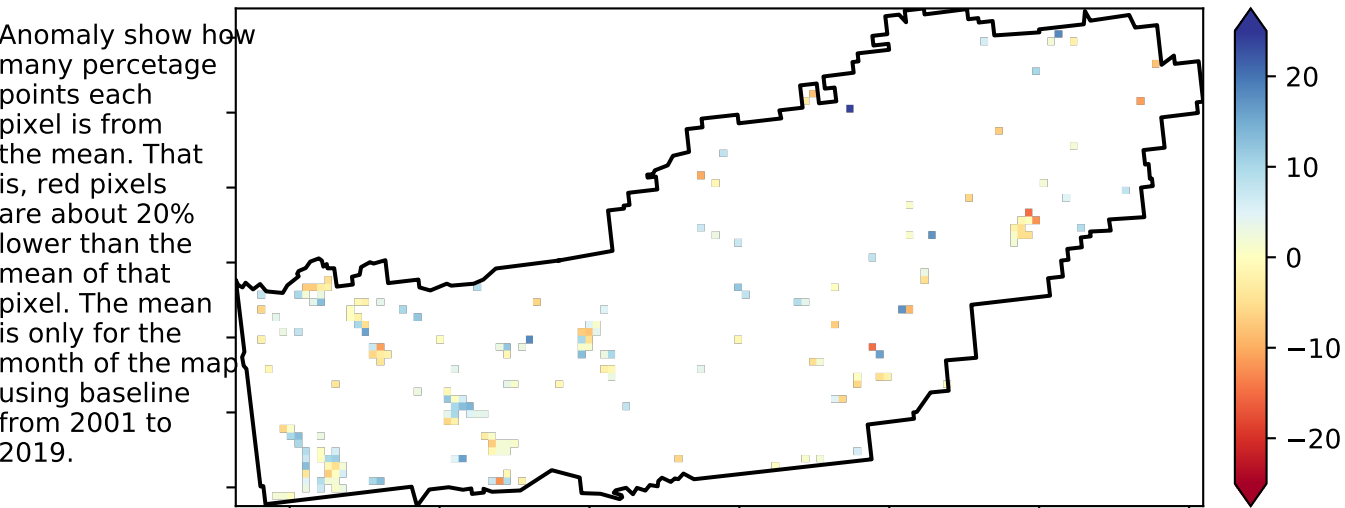 Anomaly show how
many percetage
points each
pixel is from
the mean. That
is, red pixels
are about 20%
lower than the
mean of that
pixel. The mean
is only for the
month of the map
using baseline
from 2001 to
2019.
20
10
0
−10
−20